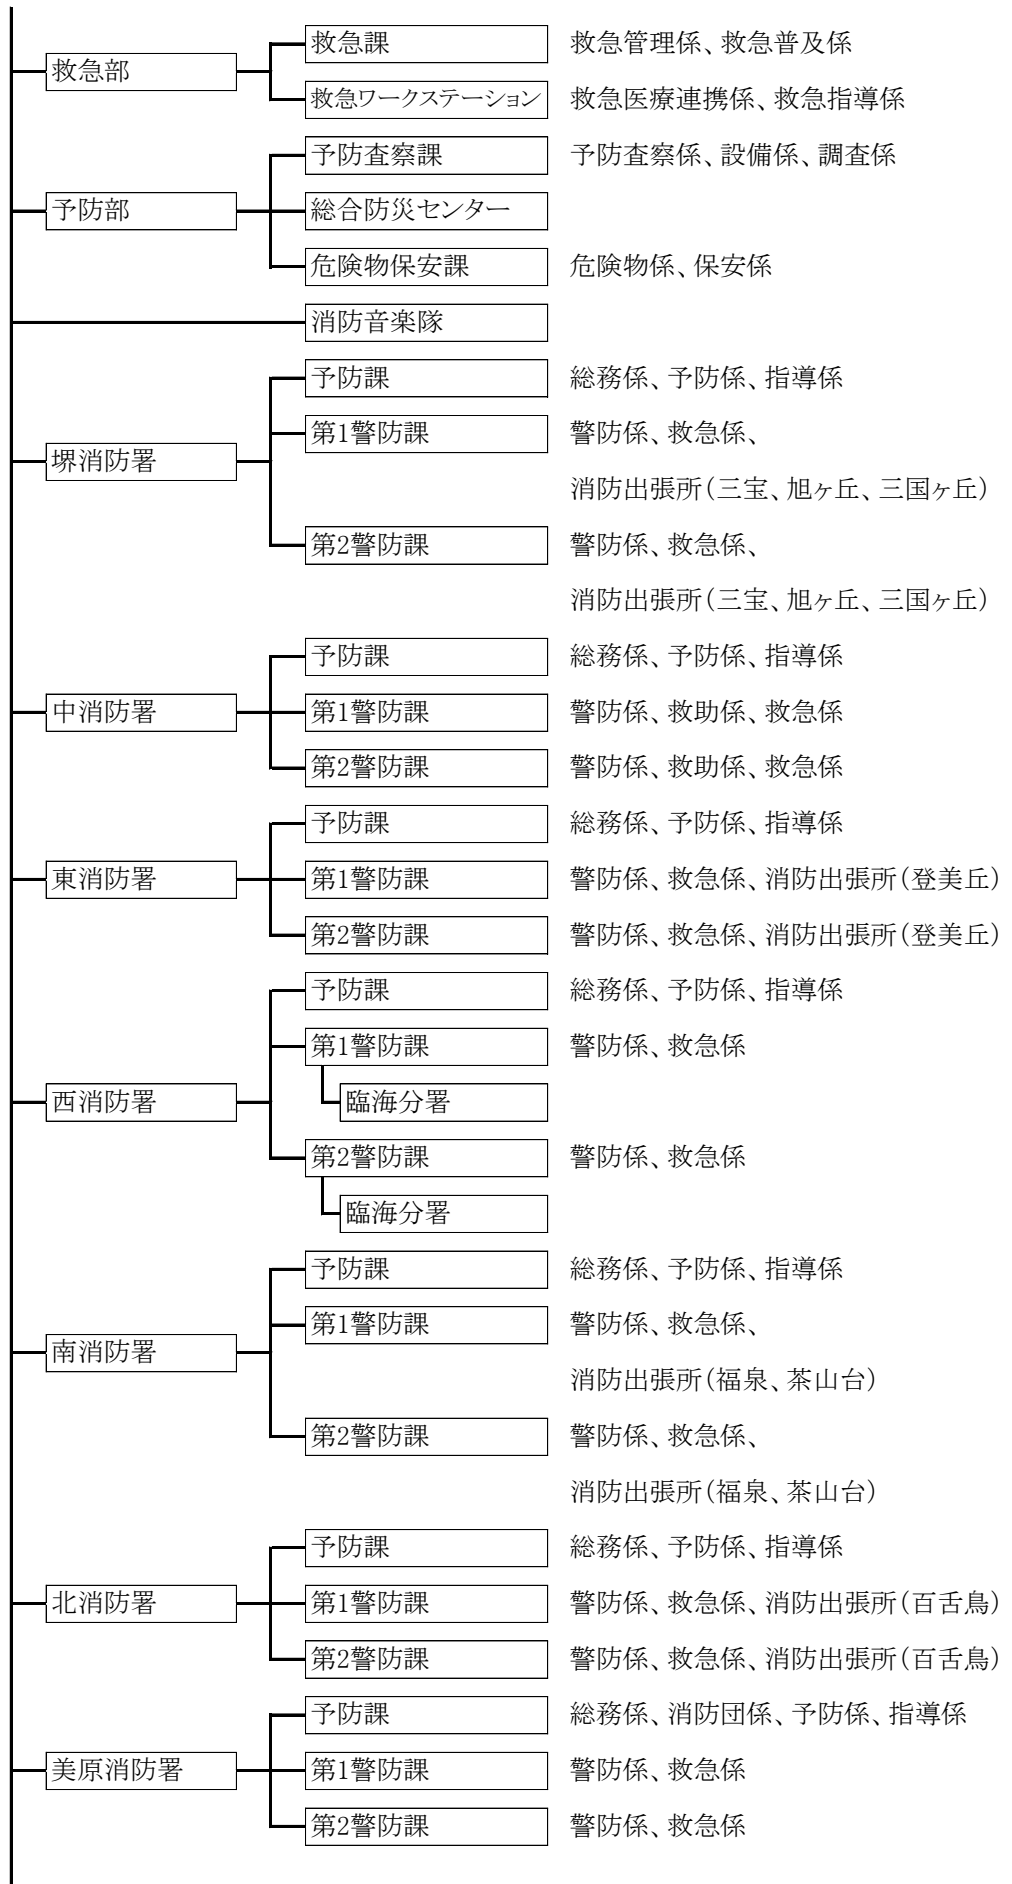 救急課 救急管理係、救急普及係
救急部
救急ワークステーション 救急医療連携係、救急指導係
予防査察課 予防査察係、設備係、調査係
予防部 総合防災センター
危険物保安課 危険物係、保安係
消防音楽隊
予防課 総務係、予防係、指導係
第1警防課 警防係、救急係、
堺消防署
消防出張所(三宝、旭ヶ丘、三国ヶ丘)
第2警防課 警防係、救急係、
消防出張所(三宝、旭ヶ丘、三国ヶ丘)
予防課 総務係、予防係、指導係
中消防署 第1警防課 警防係、救助係、救急係
第2警防課 警防係、救助係、救急係
予防課 総務係、予防係、指導係
東消防署 第1警防課 警防係、救急係、消防出張所(登美丘)
第2警防課 警防係、救急係、消防出張所(登美丘)
予防課 総務係、予防係、指導係
第1警防課 警防係、救急係
西消防署 臨海分署
第2警防課 警防係、救急係
臨海分署
予防課 総務係、予防係、指導係
第1警防課 警防係、救急係、
南消防署
消防出張所(福泉、茶山台)
第2警防課 警防係、救急係、
消防出張所(福泉、茶山台)
予防課 総務係、予防係、指導係
北消防署 第1警防課 警防係、救急係、消防出張所(百舌鳥)
第2警防課 警防係、救急係、消防出張所(百舌鳥)
予防課 総務係、消防団係、予防係、指導係
美原消防署 第1警防課 警防係、救急係
第2警防課 警防係、救急係